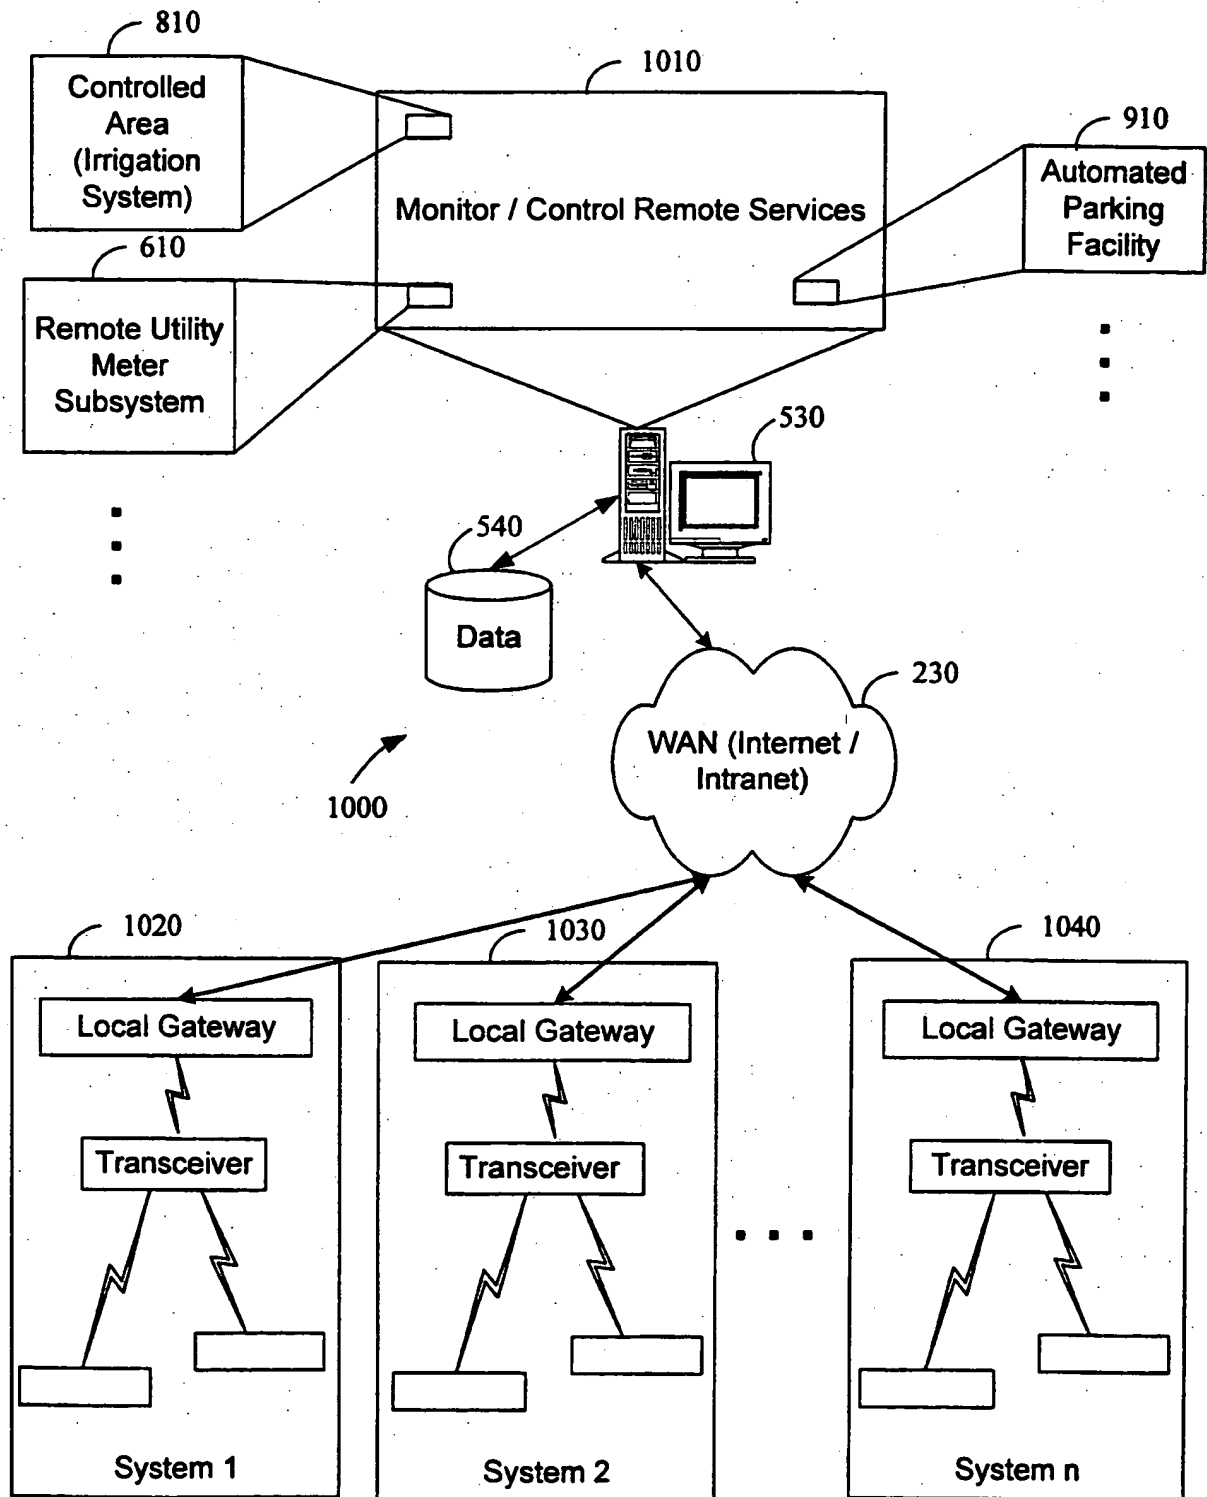 810
Controlled
Area
(Irrigation
System)
1010
Monitor / Control Remote Services
910
Automated
Parking
Facility
610
Remote Utility
Meter
Subsystem
530
540
Data
230
WAN (Internet /
Intranet)
1000
1020
Local Gateway
Transceiver
System 1
1030
Local Gateway
Transceiver
System 2
1040
Local Gateway
Transceiver
System n